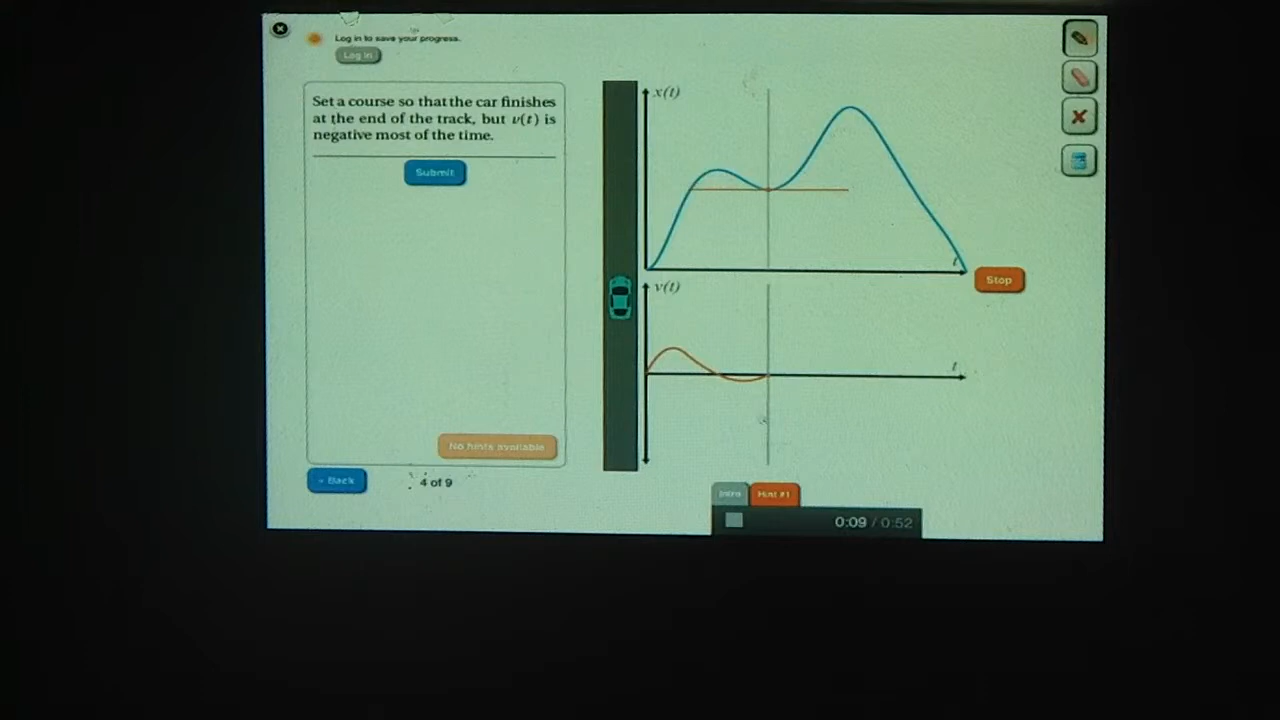 Log in to save your progress.
Log in
Set a course so that the car finishes
at the end of the track, but v(t) is
negative most of the time.
Submit
No hints available
- Back
4 of 9
x(t)
t
Stop
v(t)
t
Intro
Hint #1
0:09 / 0:52